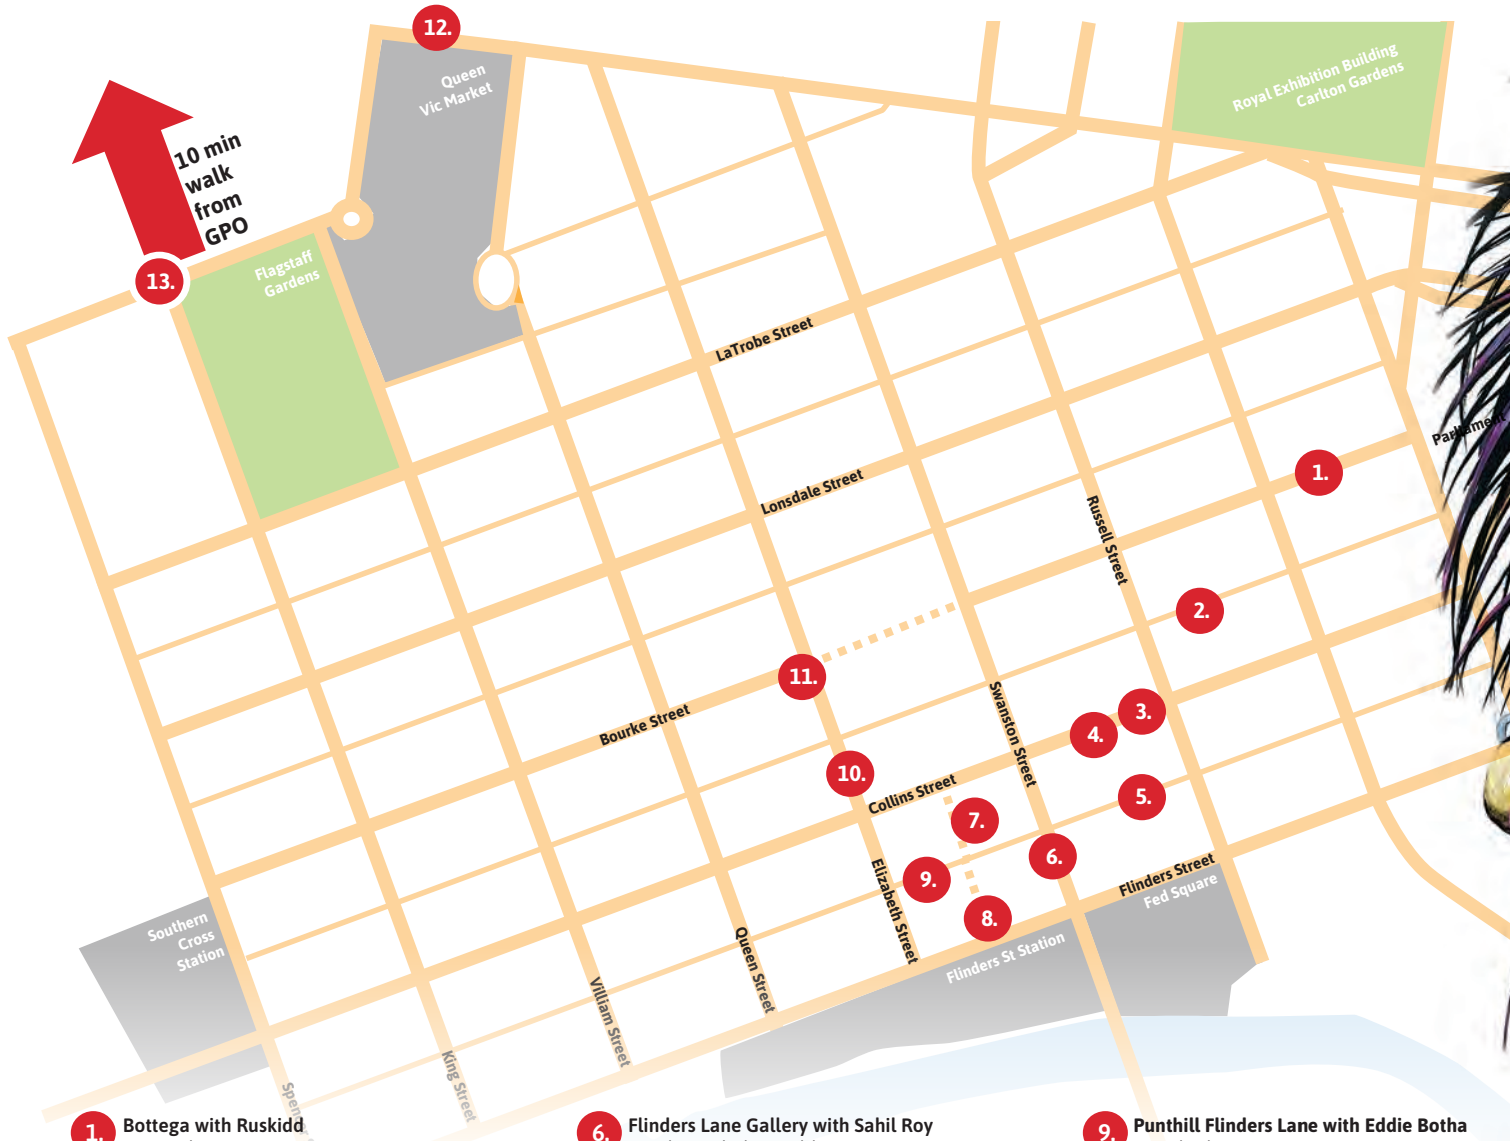 12.
Queen
Vic Market
Royal Exhibition Building
Carlton Gardens
10 min
walk
from
GPO
13.
Flagstaff
Gardens
LaTrobe Street
Lonsdale Street
Parliament
1.
Russell Street
2.
11.
Bourke Street
Swanston Street
3.
4.
10.
Collins Street
5.
7.
6.
9.
Elizabeth Street
8.
Flinders Street
Fed Square
Flinders St Station
Southern
Cross
Station
Queen Street
William Street
King Street
1. Bottega with Ruskidd
6. Flinders Lane Gallery with Sahil Roy
9. Punthill Flinders Lane with Eddie Botha